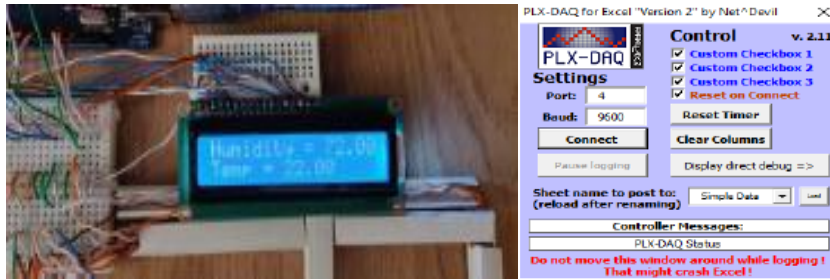 Humidity = 72.00
Temp = 22.00
PLX-DAQ for Excel "Version 2" by Net^Devil
PLX-DAQ
Control v. 2.11
Custom Checkbox 1
Custom Checkbox 2
Custom Checkbox 3
Reset on Connect
Settings
Port: 4
Baud: 9600
Reset Timer
Connect
Clear Columns
Pause logging
Display direct debug =>
Sheet name to post to:
(reload after renaming)
Simple Data
Load
Controller Messages:
PLX-DAQ Status
Do not move this window around while logging !
That might crash Excel !